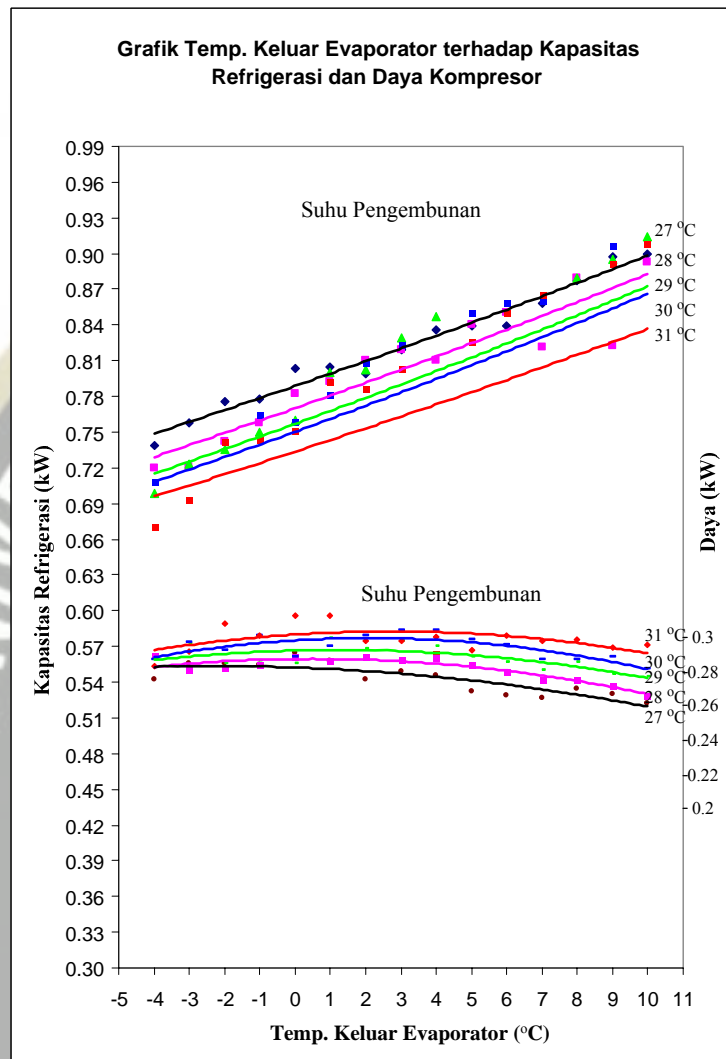 Grafik Temp. Keluar Evaporator terhadap Kapasitas
Refrigerasi dan Daya Kompresor
Kapasitas Refrigerasi (kW)
0.99
0.96
0.93
0.90
0.87
0.84
0.81
0.78
0.75
0.72
0.69
0.66
0.63
0.60
0.57
0.54
0.51
0.48
0.45
0.42
0.39
0.36
0.33
0.30
Suhu Pengembunan
27 °C
28 °C
29 °C
30 °C
31 °C
Suhu Pengembunan
31 °C
30 °C
29 °C
28 °C
27 °C
Daya (kW)
0.3
0.28
0.26
0.24
0.22
0.2
-5 -4 -3 -2 -1 0 1 2 3 4 5 6 7 8 9 10 11
Temp. Keluar Evaporator (°C)